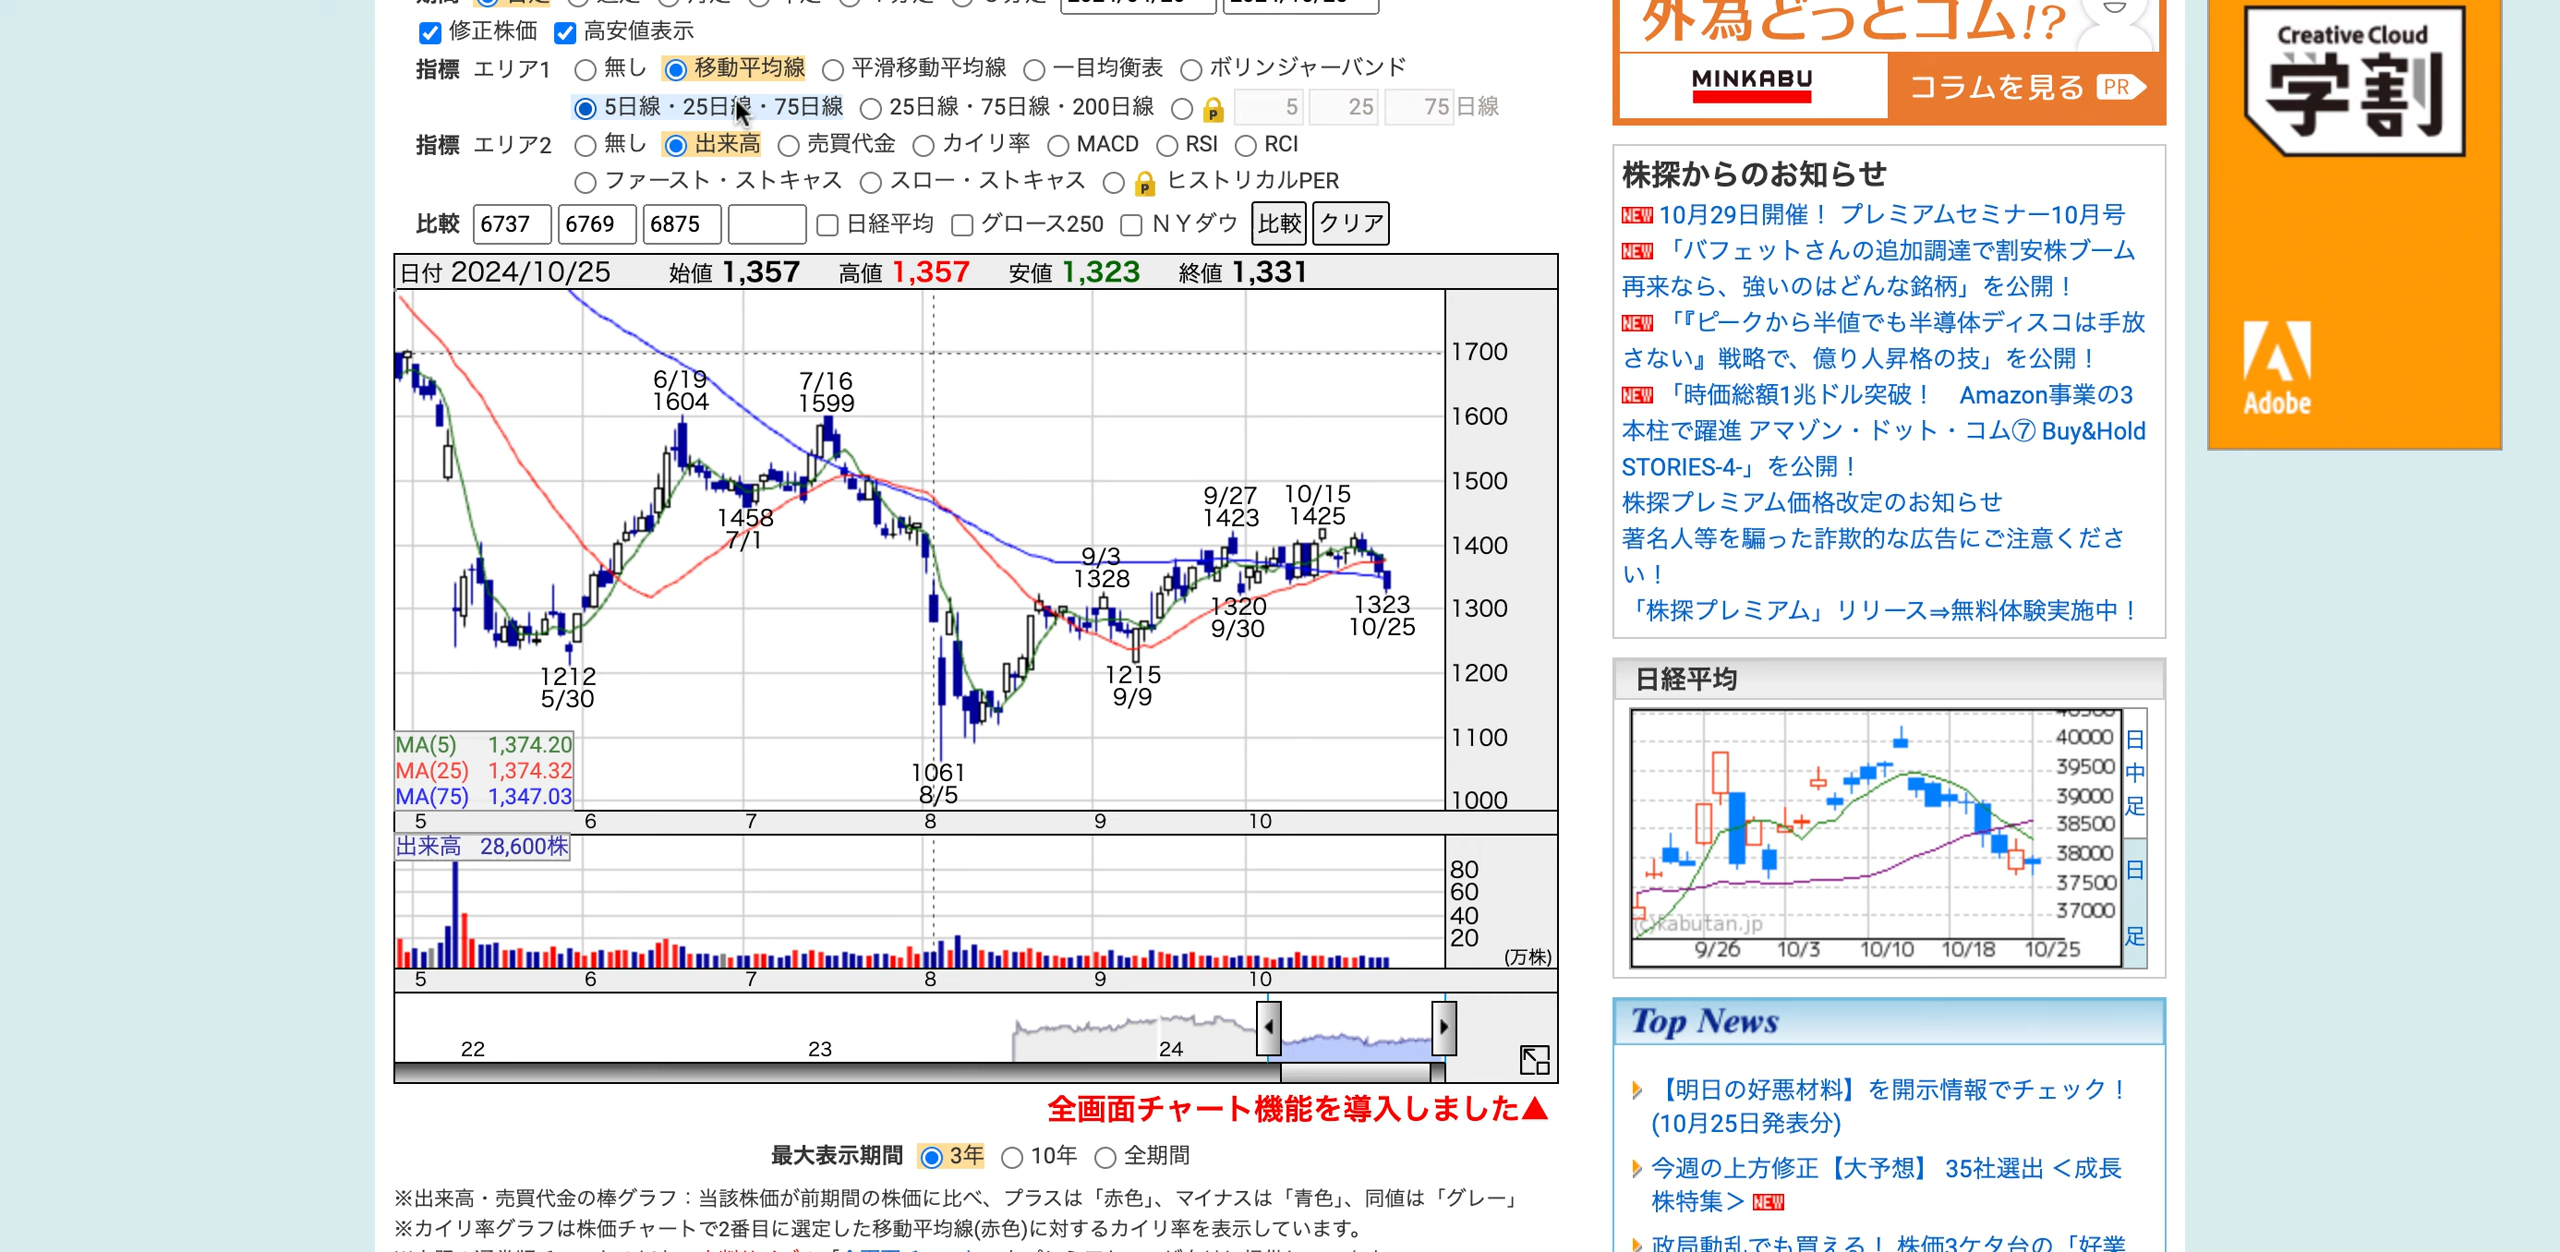 修正株価 高安値表示
指標 エリア1 無し 移動平均線 平滑移動平均線 一目均衡表 ボリンジャーバンド
5日線・25日線・75日線 25日線・75日線・200日線 P 5 25 75 日線
指標 エリア2 無し 出来高 売買代金 カイリ率 MACD RSI RCI
ファースト・ストキャス スロー・ストキャス P ヒストリカルPER
比較 6737 6769 6875 日経平均 グロース250 NYダウ 比較 クリア
日付 2024/10/25 始値 1,357 高値 1,357 安値 1,323 終値 1,331
1700
1600
1500
1400
1300
1200
1100
1000
6/19
1604
7/16
1599
1458
7/1
9/27
1423
10/15
1425
9/3
1328
1320
9/30
1323
10/25
1212
5/30
1215
9/9
1061
8/5
MA(5) 1,374.20
MA(25) 1,374.32
MA(75) 1,347.03
5 6 7 8 9 10
出来高 28,600株
80
60
40
20
(万株)
5 6 7 8 9 10
22 23 24
全画面チャート機能を導入しました▲
最大表示期間 3年 10年 全期間
※出来高・売買代金の棒グラフ：当該株価が前期間の株価に比べ、プラスは「赤色」、マイナスは「青色」、同値は「グレー」
※カイリ率グラフは株価チャートで2番目に選定した移動平均線(赤色)に対するカイリ率を表示しています。
外為どっとコム!?
MINKABU コラムを見る PR
株探からのお知らせ
NEW 10月29日開催！ プレミアムセミナー10月号
NEW 「バフェットさんの追加調達で割安株ブーム
再来なら、強いのはどんな銘柄」を公開！
NEW 「『ピークから半値でも半導体ディスコは手放
さない』戦略で、億り人昇格の技」を公開！
NEW 「時価総額1兆ドル突破！ Amazon事業の3
本柱で躍進 アマゾン・ドット・コム⑦ Buy&Hold
STORIES-4-」を公開！
株探プレミアム価格改定のお知らせ
著名人等を騙った詐欺的な広告にご注意くださ
い！
「株探プレミアム」リリース⇒無料体験実施中！
日経平均
40000
39500
39000
38500
38000
37500
37000
(c)kabutan.jp
9/26 10/3 10/10 10/18 10/25
日
中
足
日
足
Top News
【明日の好悪材料】を開示情報でチェック！
(10月25日発表分)
今週の上方修正【大予想】 35社選出 ＜成長
株特集＞ NEW
政局動乱でも買える！ 株価3ケタ台の「好業
Creative Cloud
学割
Adobe